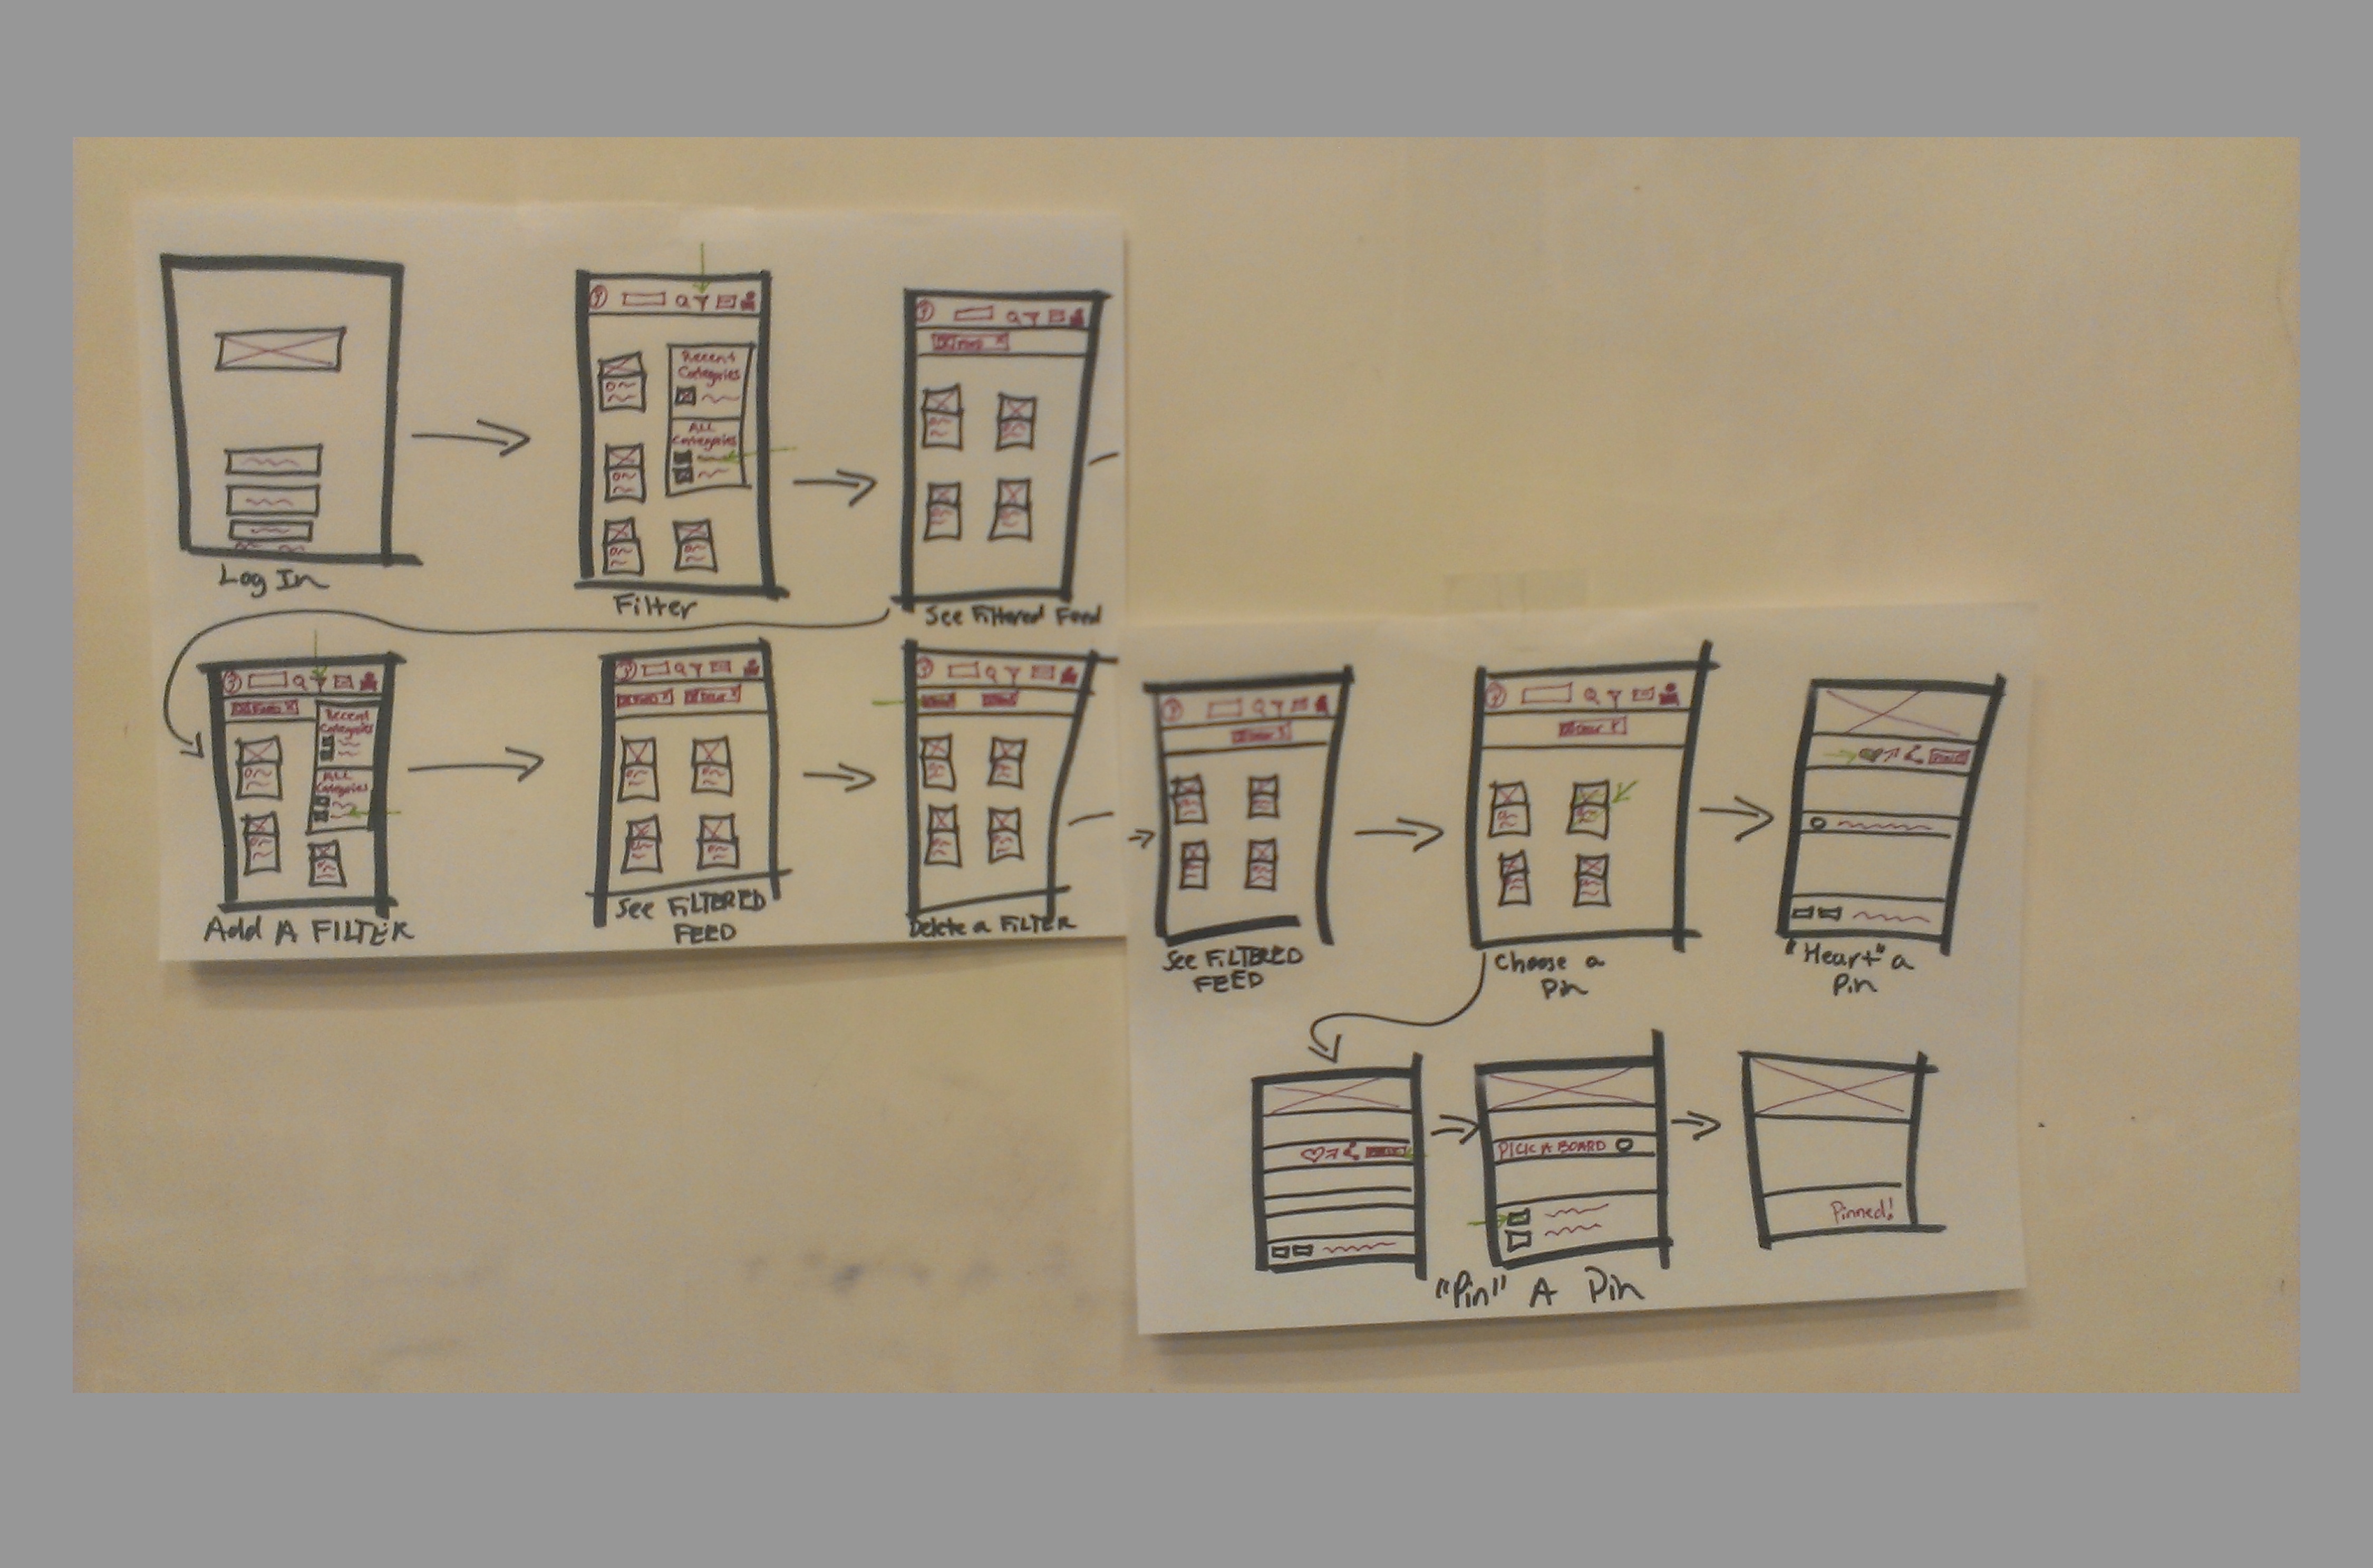 Recent
Categories
ALL
Categories
Log In
Filter
See Filtered Feed
Recent
Categories
ALL
Categories
Add A FILTER
See FILTERED
FEED
Delete a FILTER
See FILTERED
FEED
Choose a
Pin
"Heart" a
Pin
PICK A BOARD
Pinned!
"Pin" A Pin